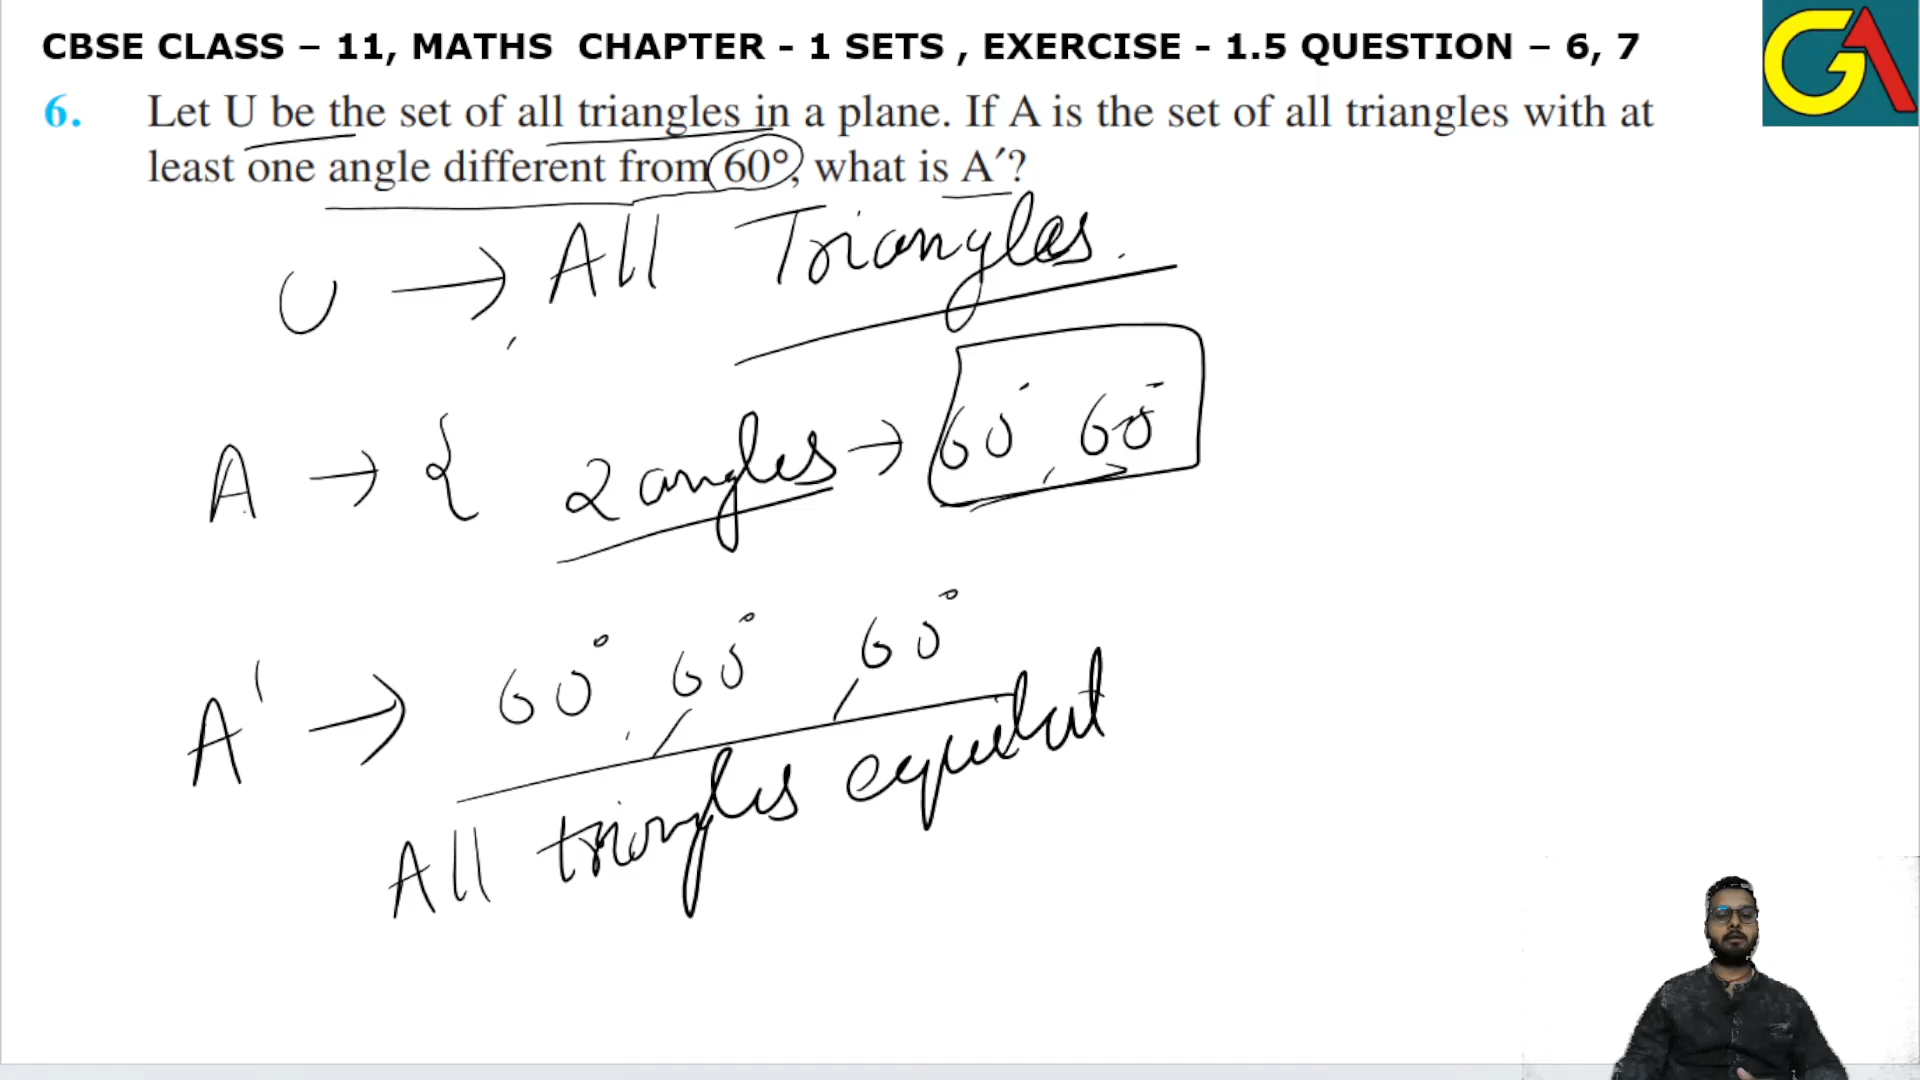 CBSE CLASS – 11, MATHS CHAPTER - 1 SETS , EXERCISE - 1.5 QUESTION – 6, 7
GA
6. Let U be the set of all triangles in a plane. If A is the set of all triangles with at
least one angle different from 60°, what is A′?
U → All Triangles.
A → { 2 angles → 60° , 60°
A' → 60° , 60° , 60°
All triangles equilat